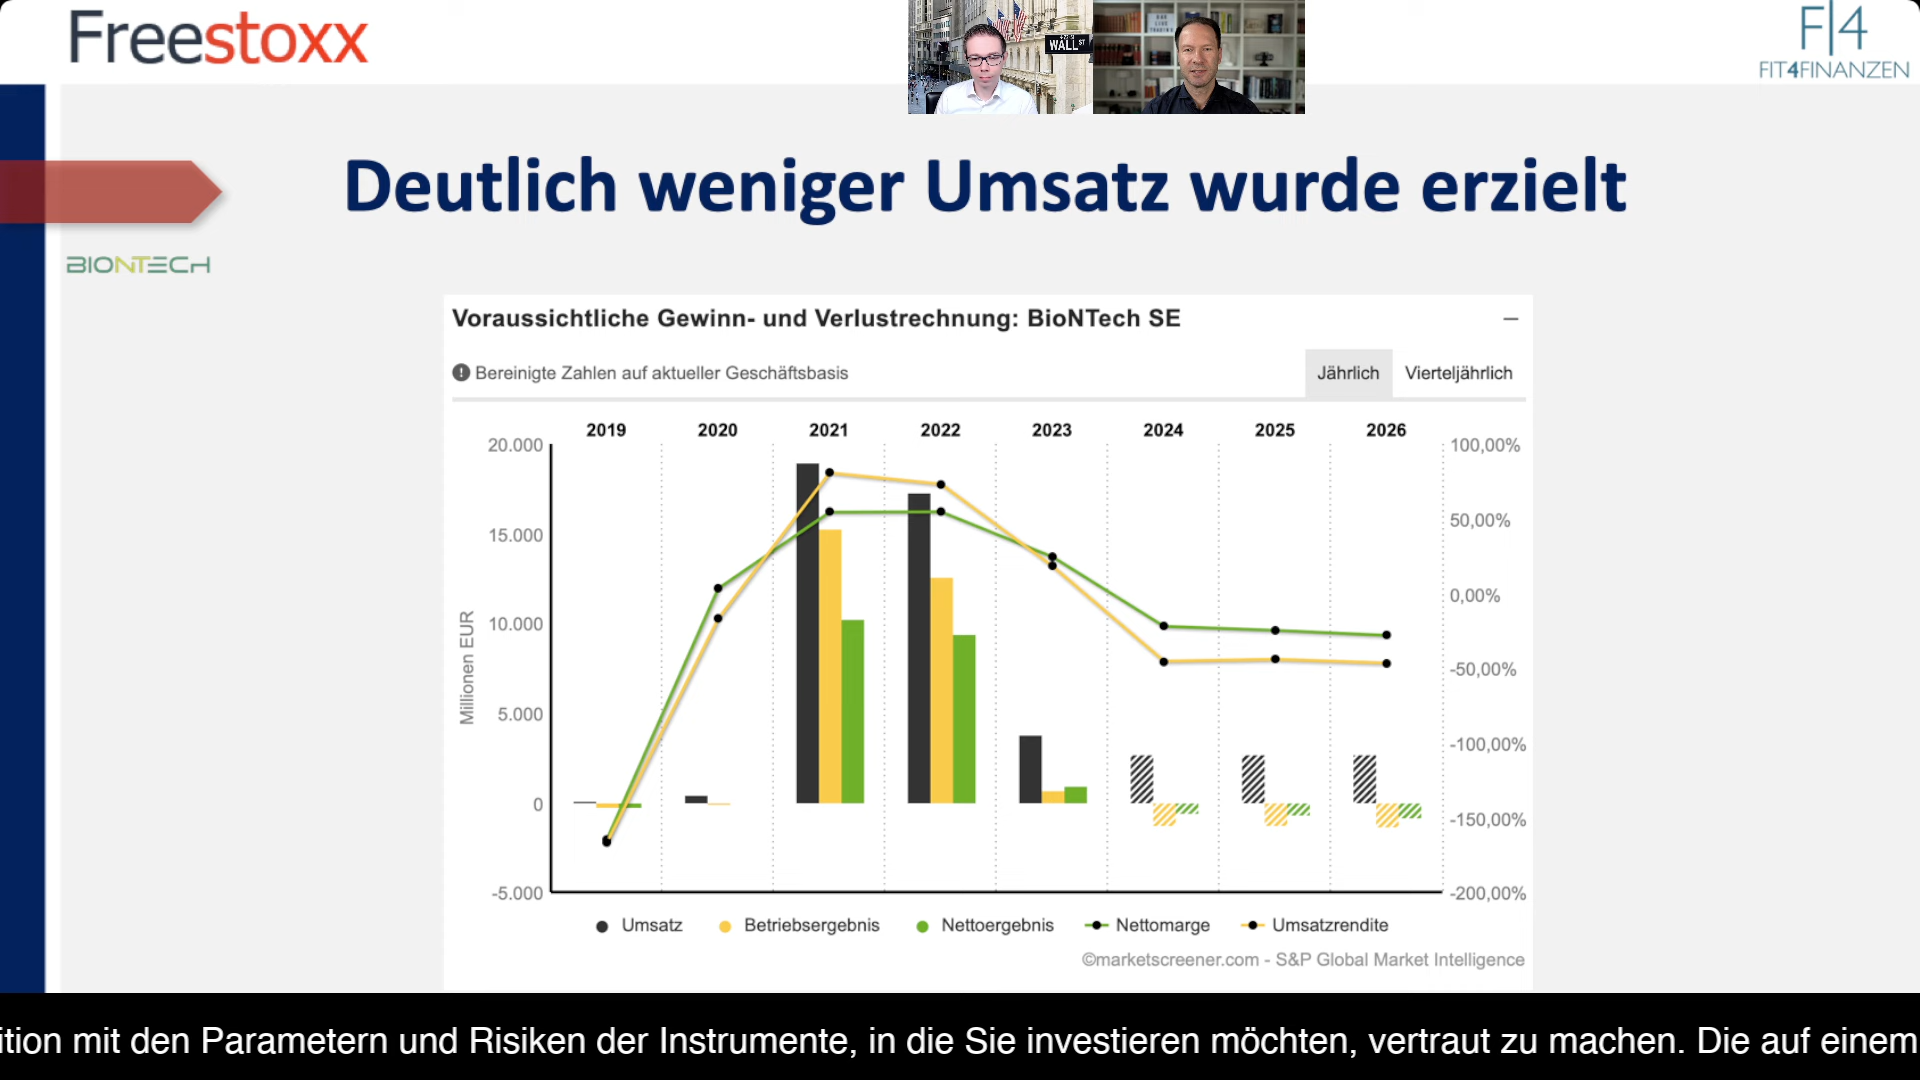 Freestoxx
WALL ST
F|4
FIT4FINANZEN
Deutlich weniger Umsatz wurde erzielt
BIONTECH
Voraussichtliche Gewinn- und Verlustrechnung: BioNTech SE
Bereinigte Zahlen auf aktueller Geschäftsbasis
Jährlich
Vierteljährlich
2019 2020 2021 2022 2023 2024 2025 2026
20.000
15.000
10.000
5.000
0
-5.000
Millionen EUR
100,00%
50,00%
0,00%
-50,00%
-100,00%
-150,00%
-200,00%
Umsatz Betriebsergebnis Nettoergebnis Nettomarge Umsatzrendite
©marketscreener.com - S&P Global Market Intelligence
ition mit den Parametern und Risiken der Instrumente, in die Sie investieren möchten, vertraut zu machen. Die auf einem